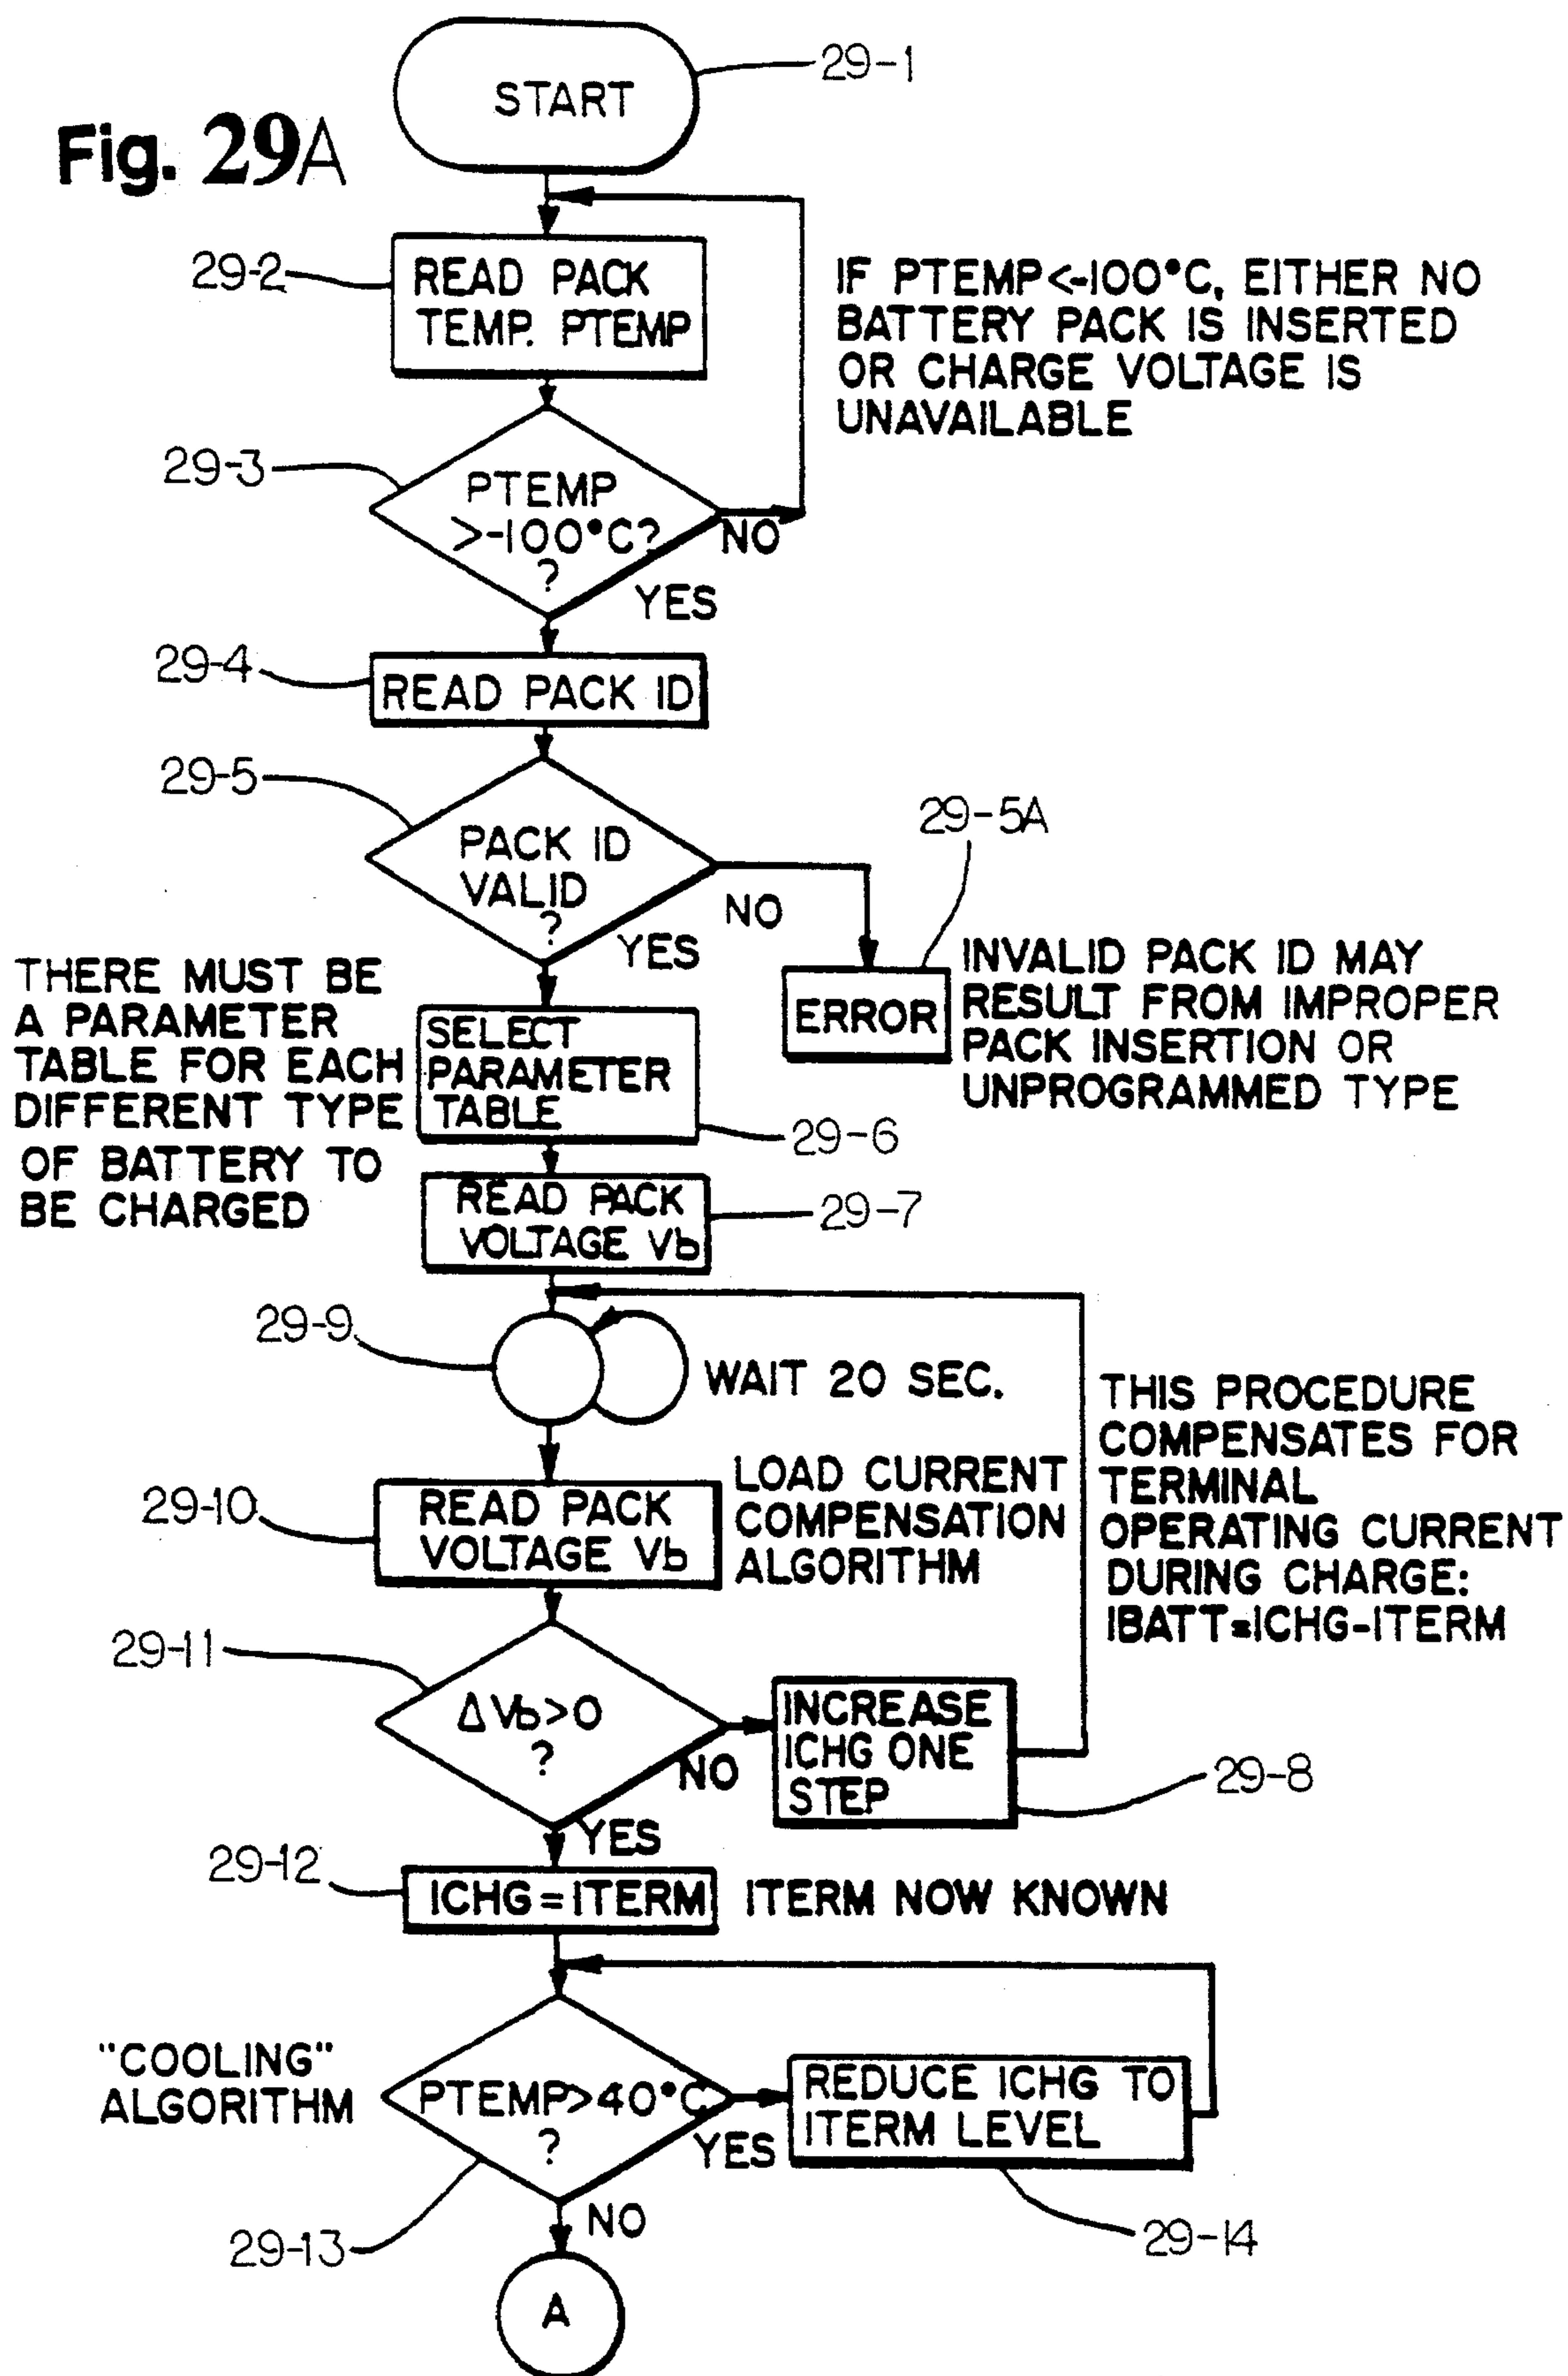 START
29-1
Fig. 29A
29-2
READ PACK
TEMP. PTEMP
IF PTEMP<-100°C, EITHER NO
BATTERY PACK IS INSERTED
OR CHARGE VOLTAGE IS
UNAVAILABLE
29-3
PTEMP
>-100°C?
?
NO
YES
29-4
READ PACK ID
29-5
PACK ID
VALID
?
NO
YES
29-5A
ERROR
INVALID PACK ID MAY
RESULT FROM IMPROPER
PACK INSERTION OR
UNPROGRAMMED TYPE
THERE MUST BE
A PARAMETER
TABLE FOR EACH
DIFFERENT TYPE
OF BATTERY TO
BE CHARGED
SELECT
PARAMETER
TABLE
29-6
READ PACK
VOLTAGE Vb
29-7
29-9
WAIT 20 SEC.
THIS PROCEDURE
COMPENSATES FOR
TERMINAL
OPERATING CURRENT
DURING CHARGE:
IBATT=ICHG-ITERM
29-10
READ PACK
VOLTAGE Vb
LOAD CURRENT
COMPENSATION
ALGORITHM
29-11
ΔVb>0
?
NO
YES
INCREASE
ICHG ONE
STEP
29-8
29-12
ICHG=ITERM
ITERM NOW KNOWN
"COOLING"
ALGORITHM
PTEMP>40°C
?
YES
NO
REDUCE ICHG TO
ITERM LEVEL
29-13
29-14
A